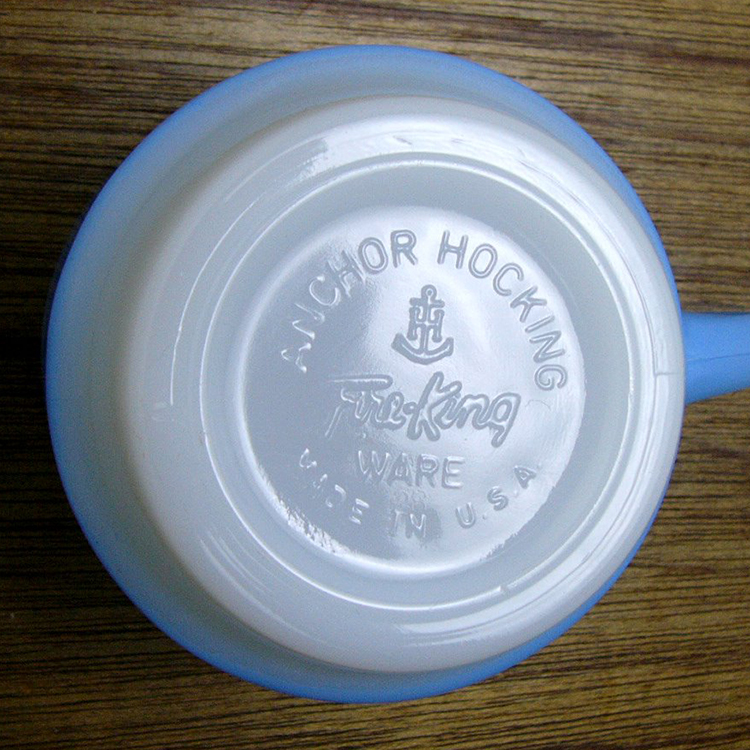 ANCHOR HOCKING
H
Fire-King
WARE
MADE IN U.S.A.